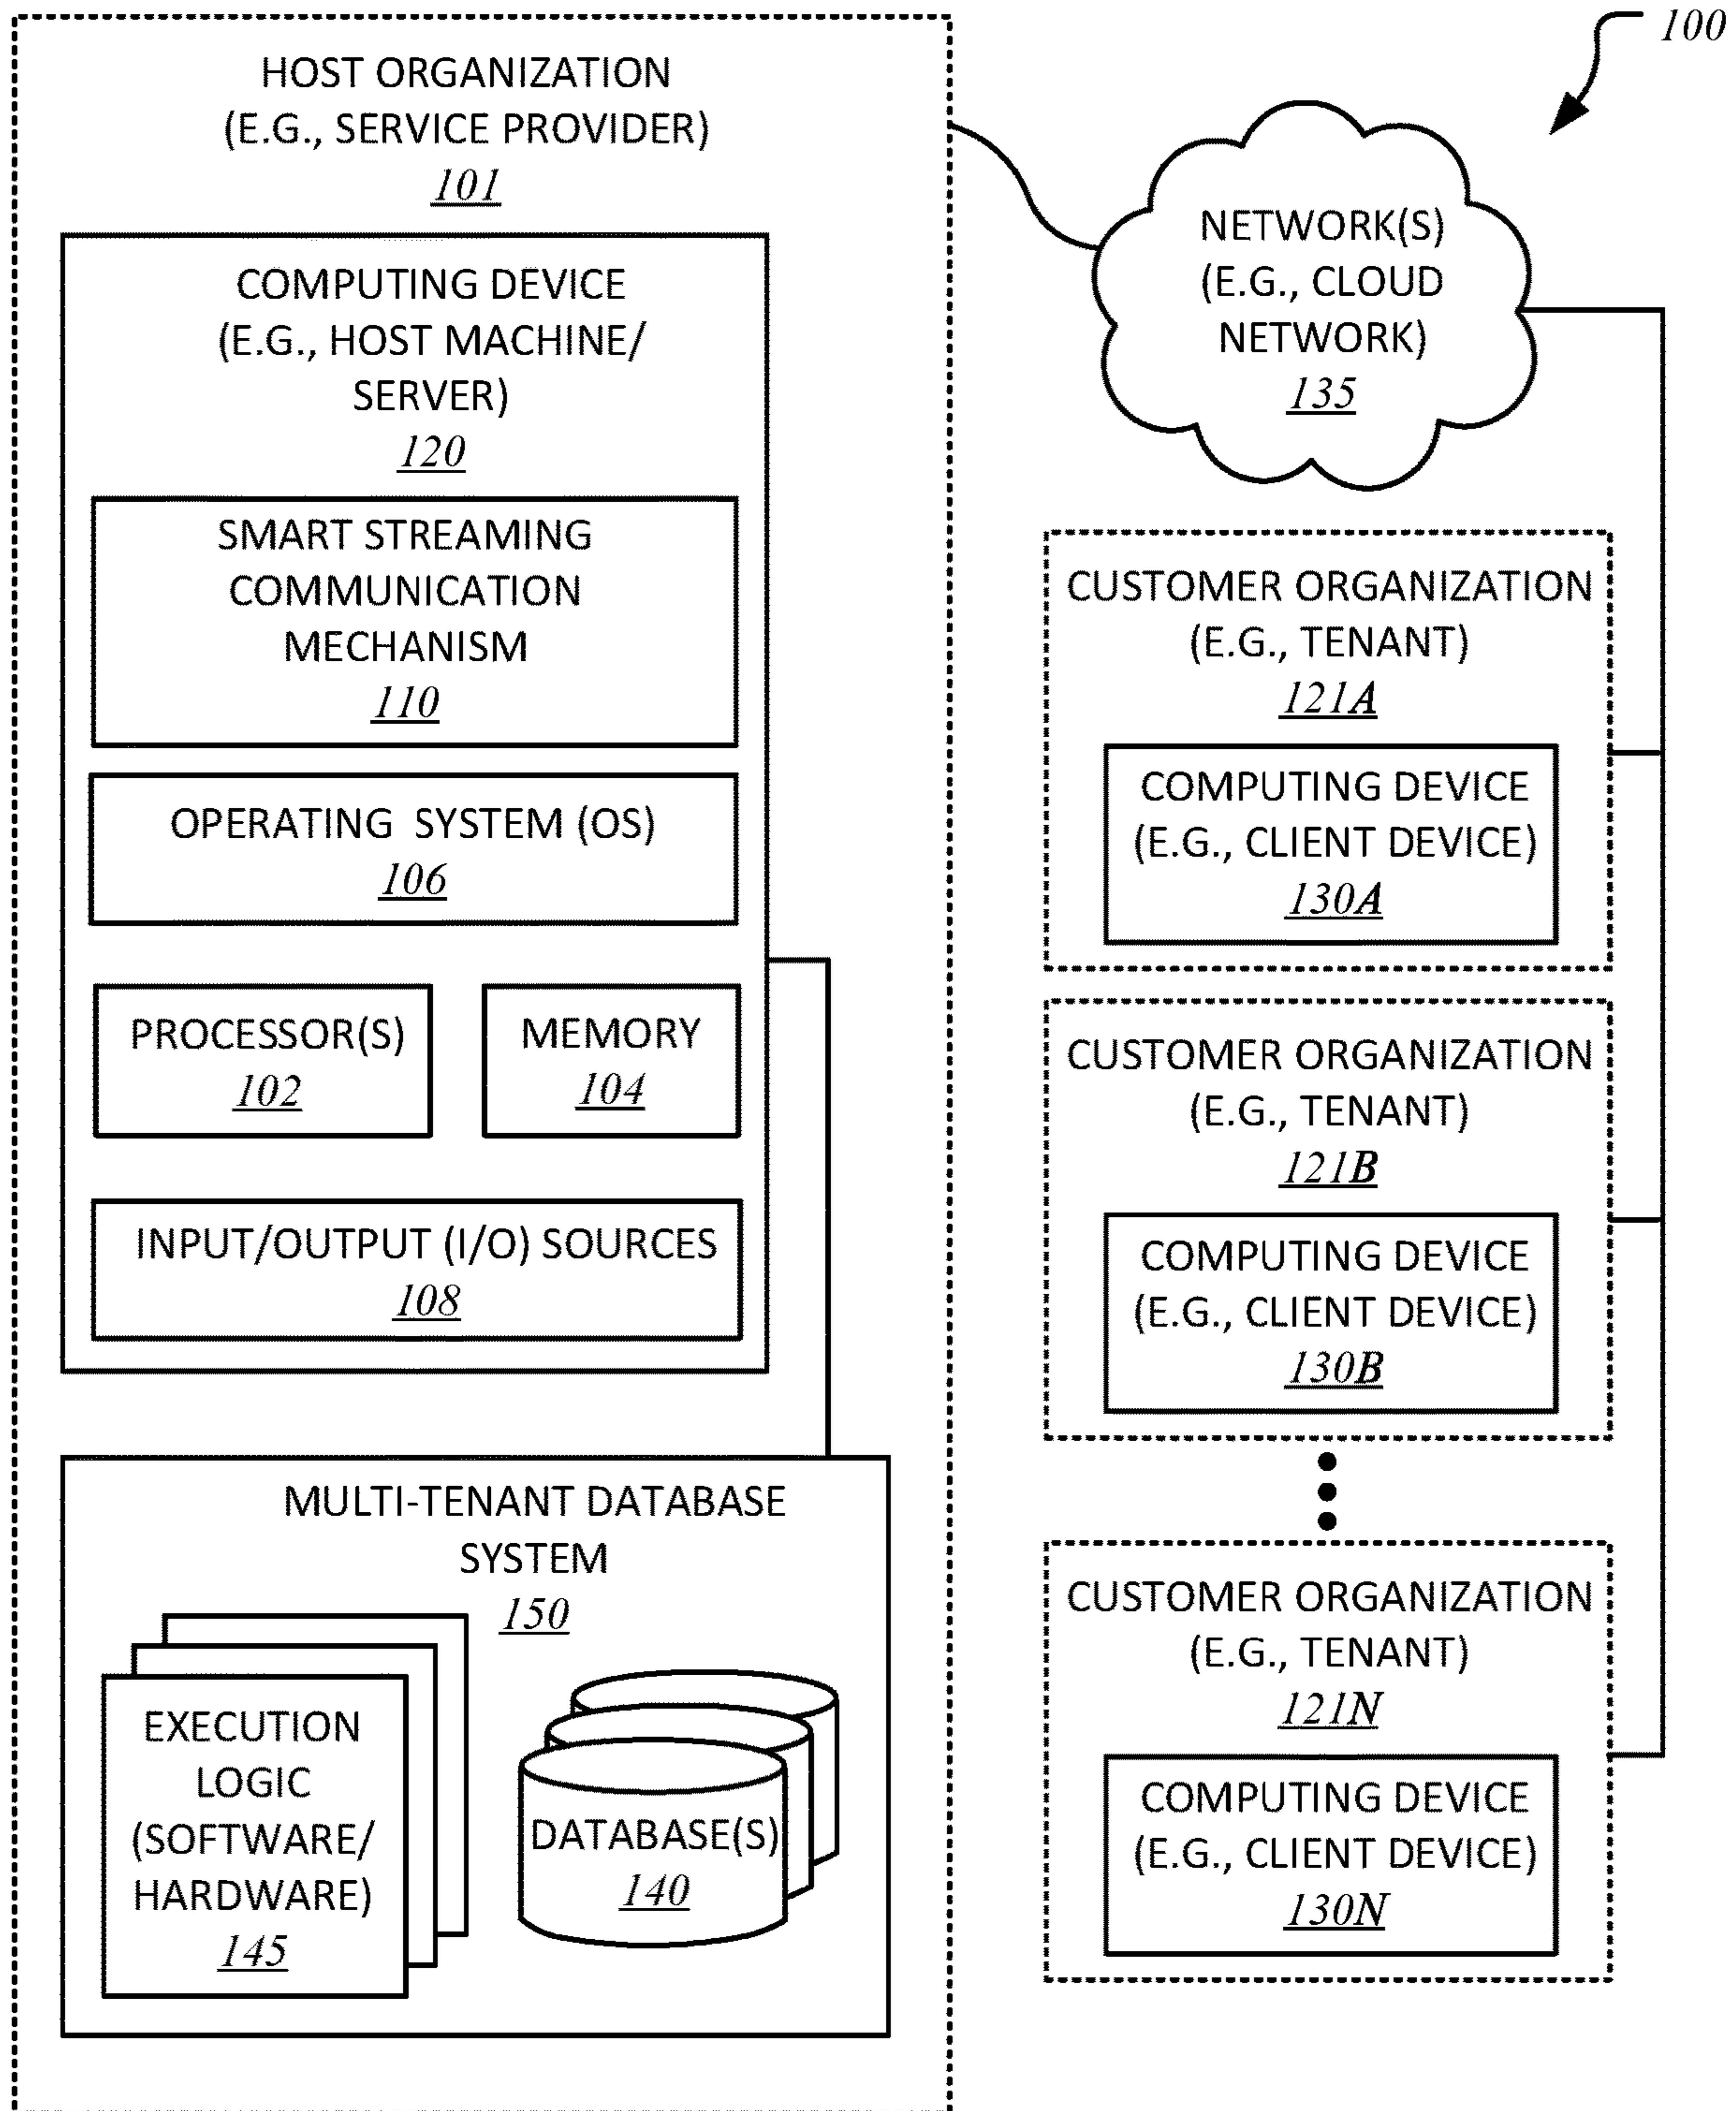 100
HOST ORGANIZATION
(E.G., SERVICE PROVIDER)
101
COMPUTING DEVICE
(E.G., HOST MACHINE/
SERVER)
120
SMART STREAMING
COMMUNICATION
MECHANISM
110
OPERATING SYSTEM (OS)
106
PROCESSOR(S)
102
MEMORY
104
INPUT/OUTPUT (I/O) SOURCES
108
MULTI-TENANT DATABASE
SYSTEM
150
EXECUTION
LOGIC
(SOFTWARE/
HARDWARE)
145
DATABASE(S)
140
NETWORK(S)
(E.G., CLOUD
NETWORK)
135
CUSTOMER ORGANIZATION
(E.G., TENANT)
121A
COMPUTING DEVICE
(E.G., CLIENT DEVICE)
130A
CUSTOMER ORGANIZATION
(E.G., TENANT)
121B
COMPUTING DEVICE
(E.G., CLIENT DEVICE)
130B
CUSTOMER ORGANIZATION
(E.G., TENANT)
121N
COMPUTING DEVICE
(E.G., CLIENT DEVICE)
130N